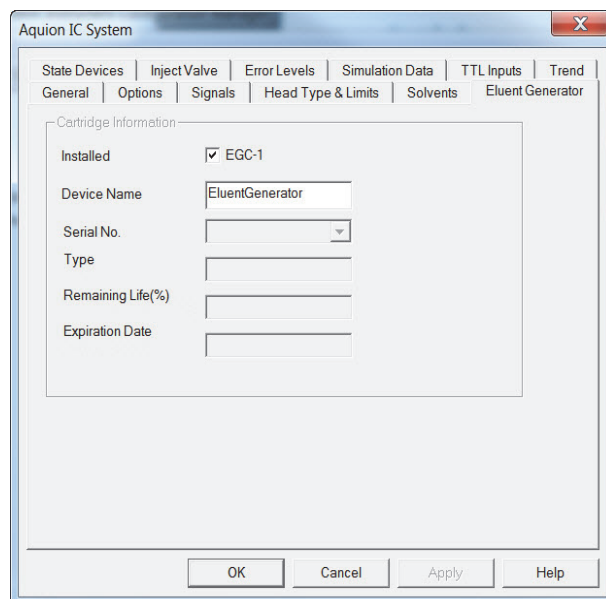 Aquion IC System
X
State Devices Inject Valve Error Levels Simulation Data TTL Inputs Trend
General Options Signals Head Type & Limits Solvents Eluent Generator
Cartridge Information
Installed EGC-1
Device Name EluentGenerator
Serial No.
Type
Remaining Life(%)
Expiration Date
OK Cancel Apply Help